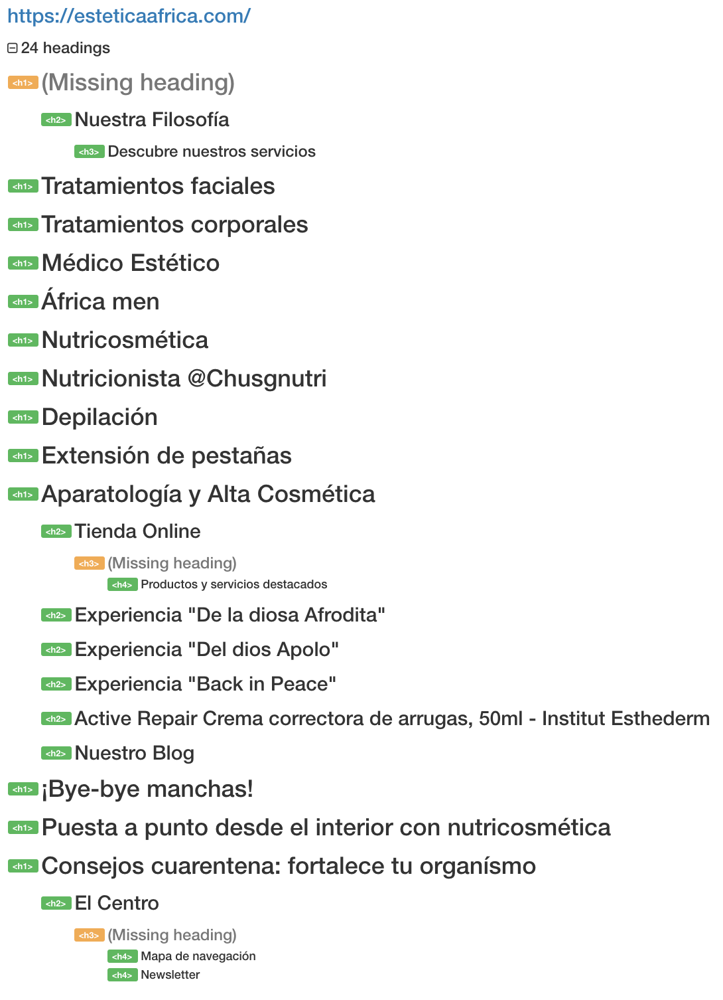 https://esteticaafrica.com/
24 headings
<h1> (Missing heading)
<h2> Nuestra Filosofía
<h3> Descubre nuestros servicios
<h1> Tratamientos faciales
<h1> Tratamientos corporales
<h1> Médico Estético
<h1> África men
<h1> Nutricosmética
<h1> Nutricionista @Chusgnutri
<h1> Depilación
<h1> Extensión de pestañas
<h1> Aparatología y Alta Cosmética
<h2> Tienda Online
<h3> (Missing heading)
<h4> Productos y servicios destacados
<h2> Experiencia "De la diosa Afrodita"
<h2> Experiencia "Del dios Apolo"
<h2> Experiencia "Back in Peace"
<h2> Active Repair Crema correctora de arrugas, 50ml - Institut Esthederm
<h2> Nuestro Blog
<h1> ¡Bye-bye manchas!
<h1> Puesta a punto desde el interior con nutricosmética
<h1> Consejos cuarentena: fortalece tu organísmo
<h2> El Centro
<h3> (Missing heading)
<h4> Mapa de navegación
<h4> Newsletter